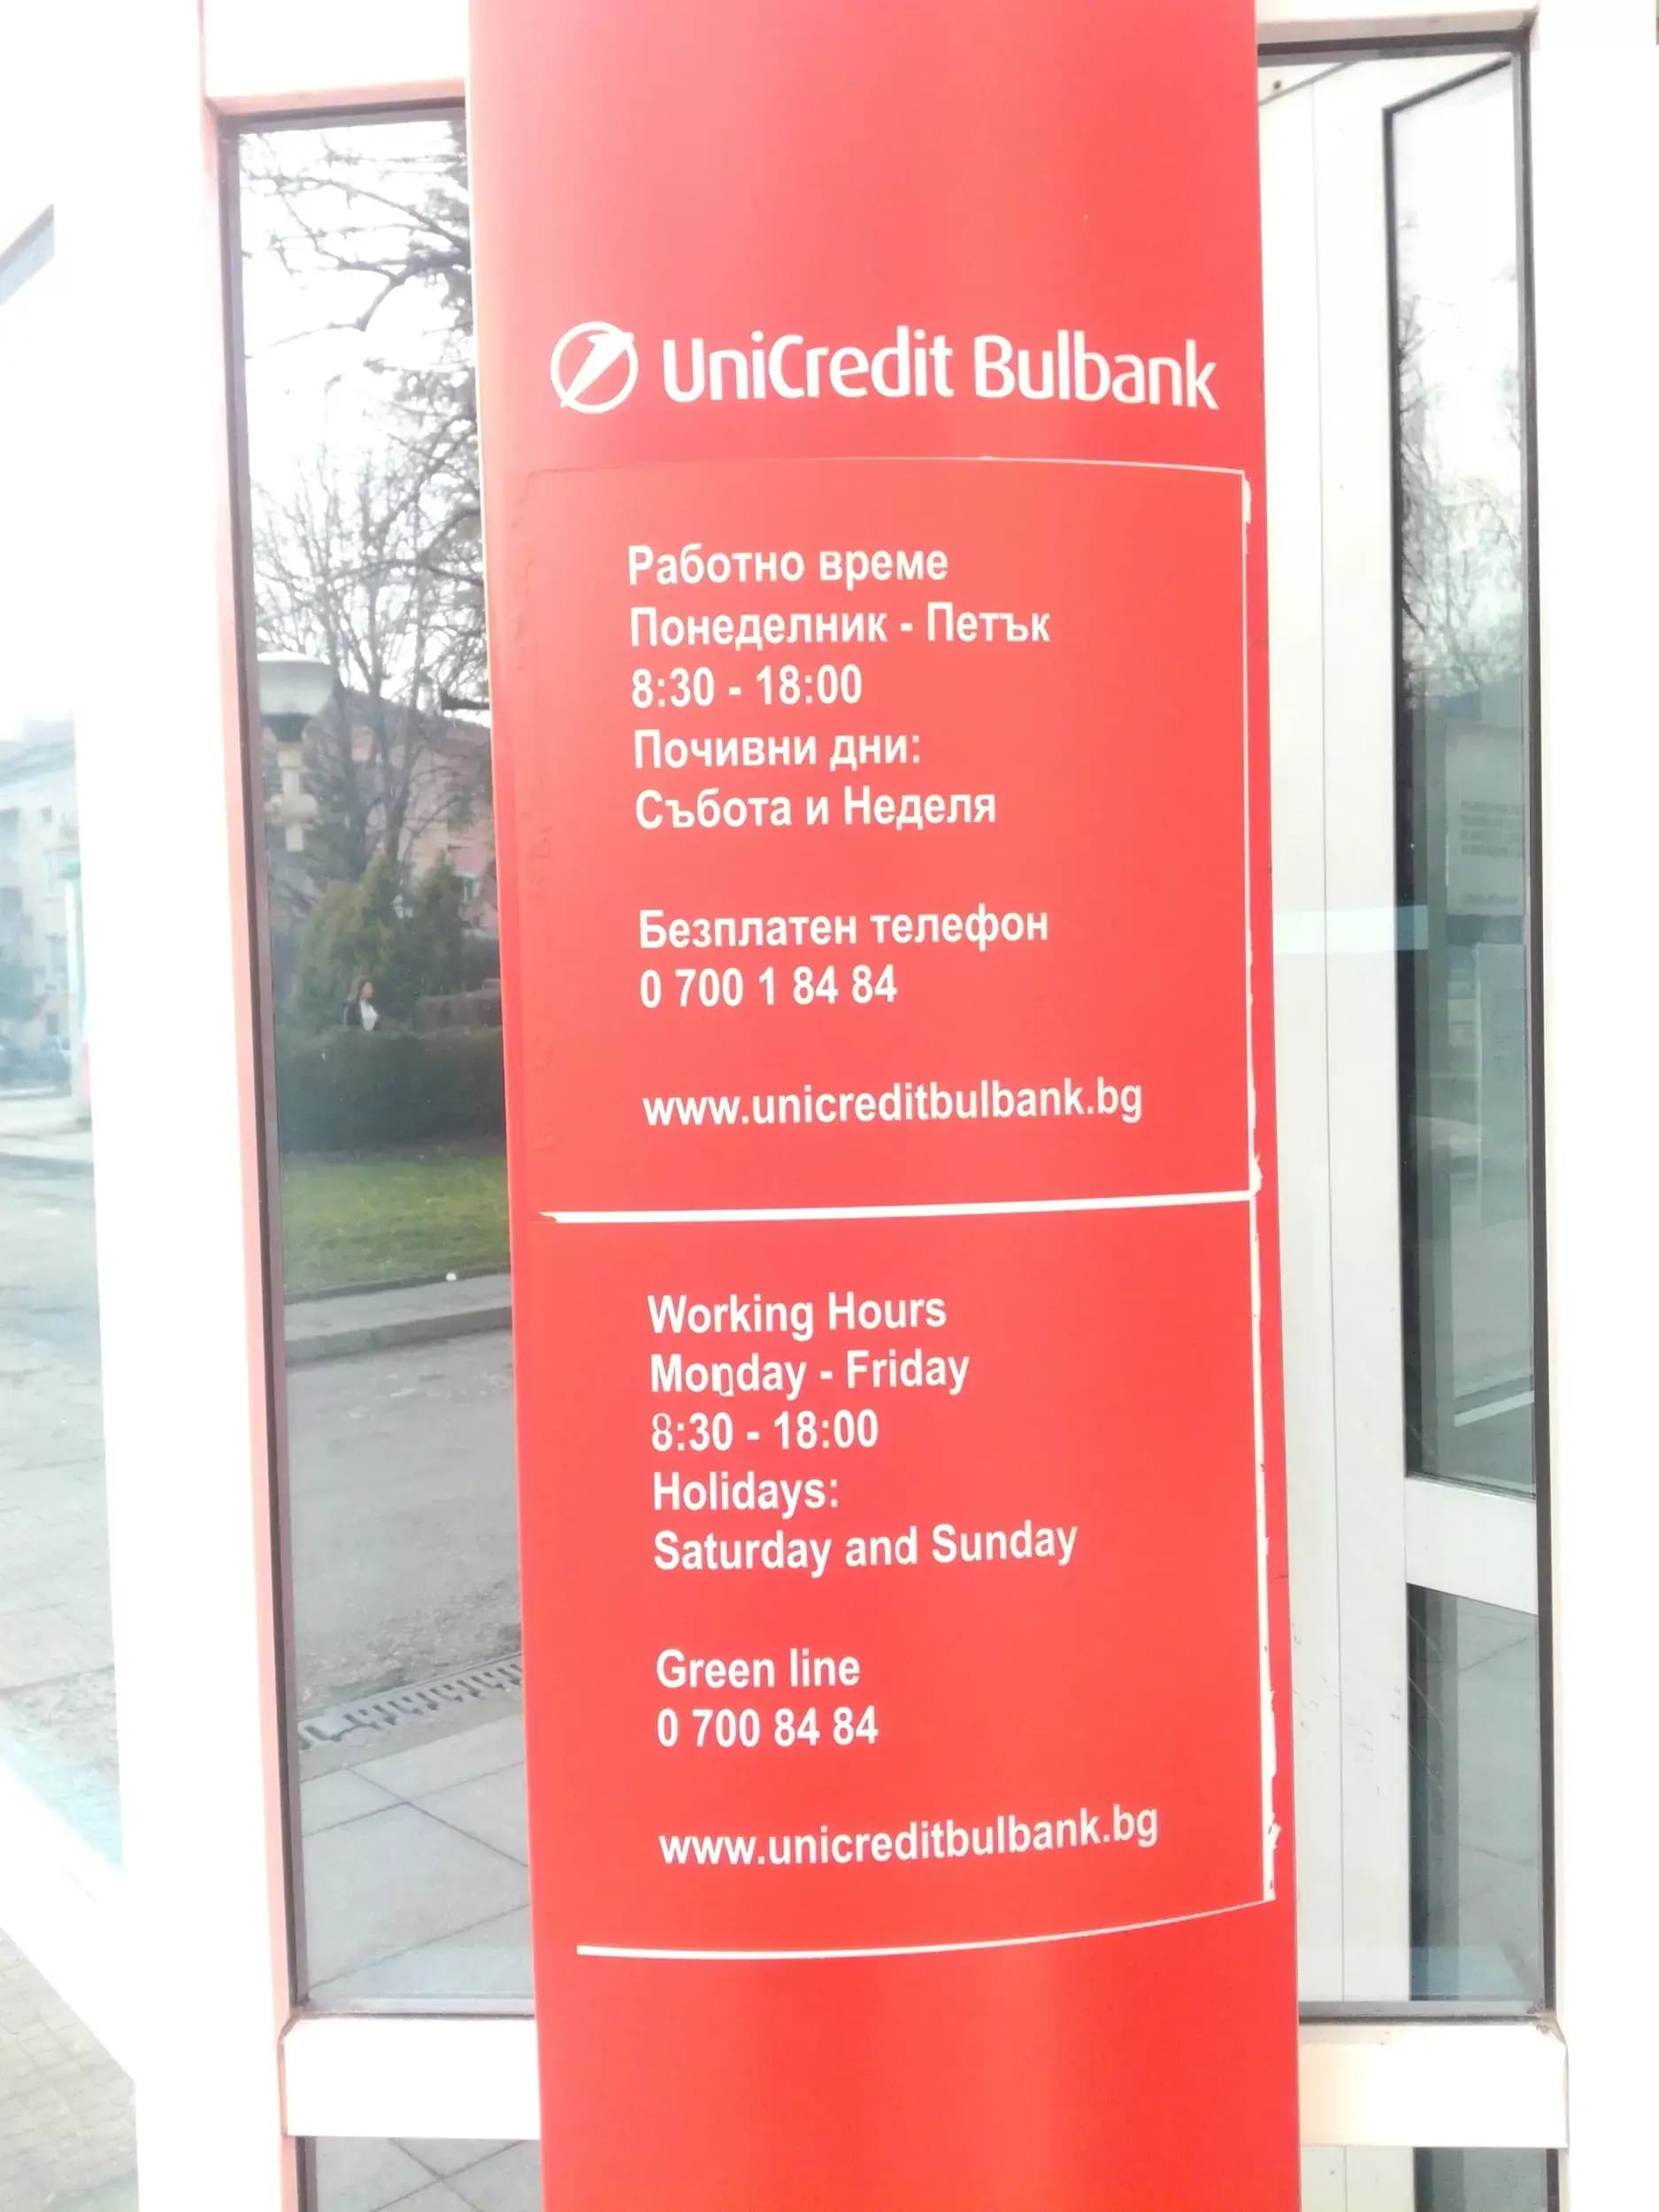 UniCredit Bulbank
Работно време
Понеделник - Петък
8:30 - 18:00
Почивни дни:
Събота и Неделя
Безплатен телефон
0 700 1 84 84
www.unicreditbulbank.bg
Working Hours
Monday - Friday
8:30 - 18:00
Holidays:
Saturday and Sunday
Green line
0 700 84 84
www.unicreditbulbank.bg